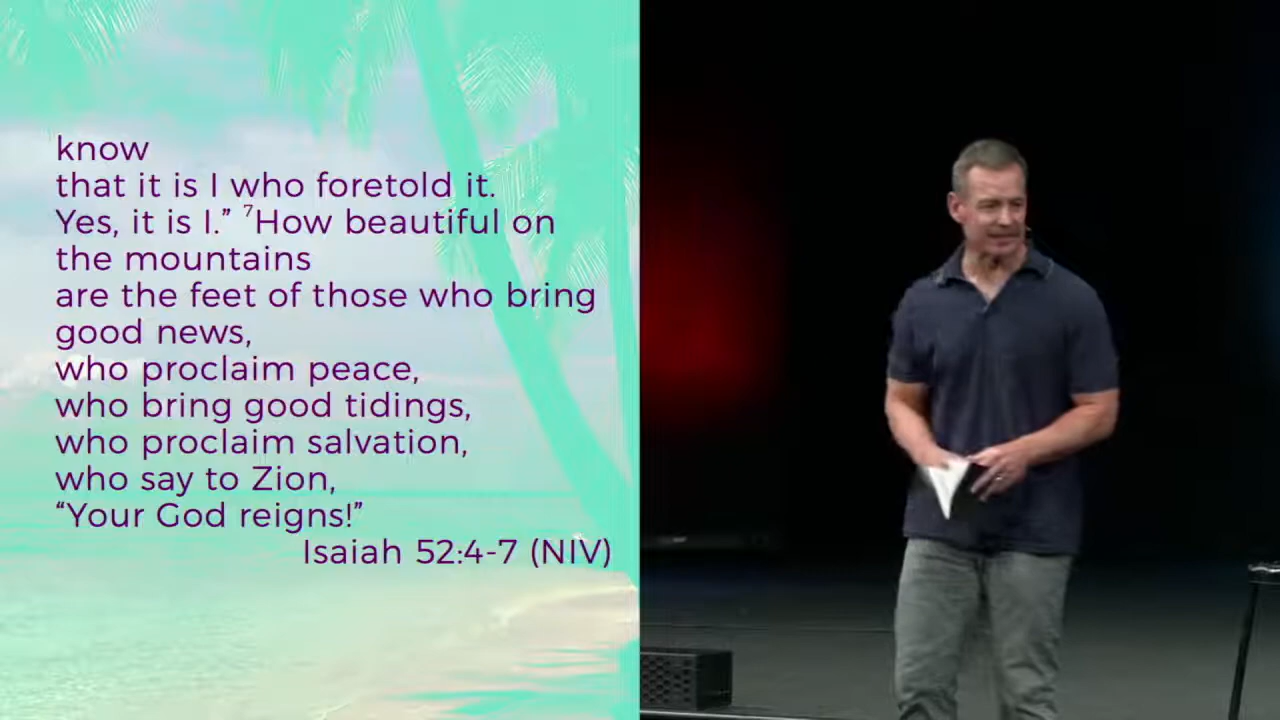 know
that it is I who foretold it.
Yes, it is I.” ⁷How beautiful on
the mountains
are the feet of those who bring
good news,
who proclaim peace,
who bring good tidings,
who proclaim salvation,
who say to Zion,
“Your God reigns!”
Isaiah 52:4-7 (NIV)